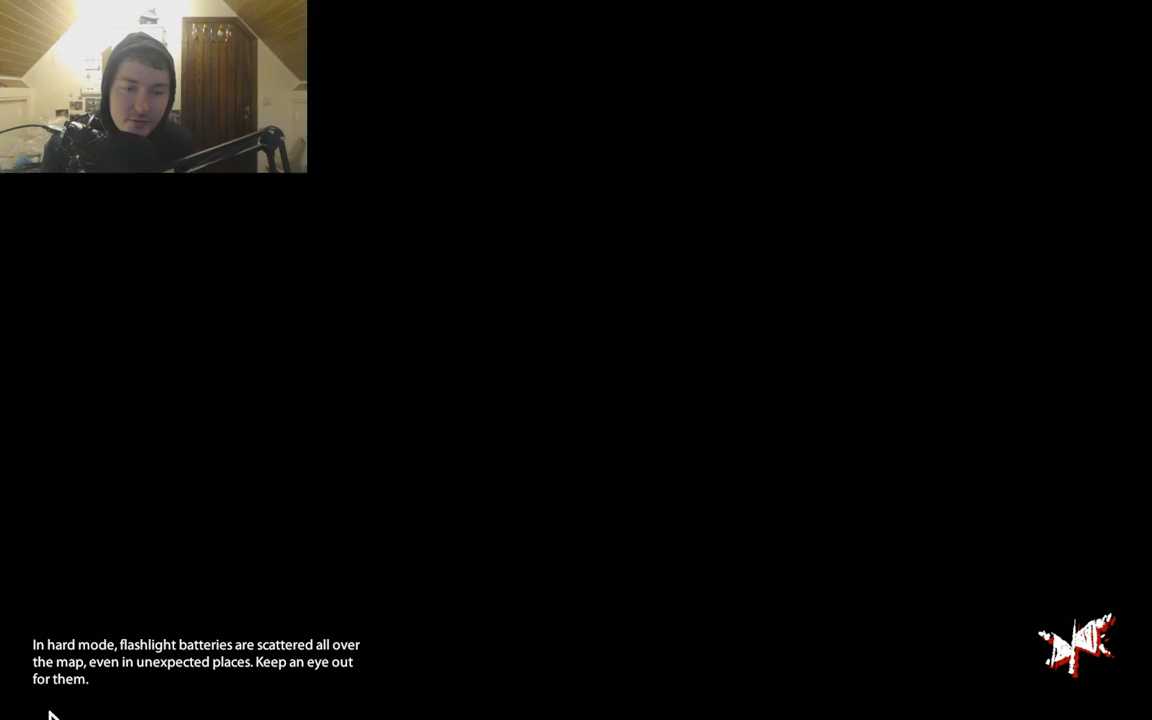 In hard mode, flashlight batteries are scattered all over
the map, even in unexpected places. Keep an eye out
for them.